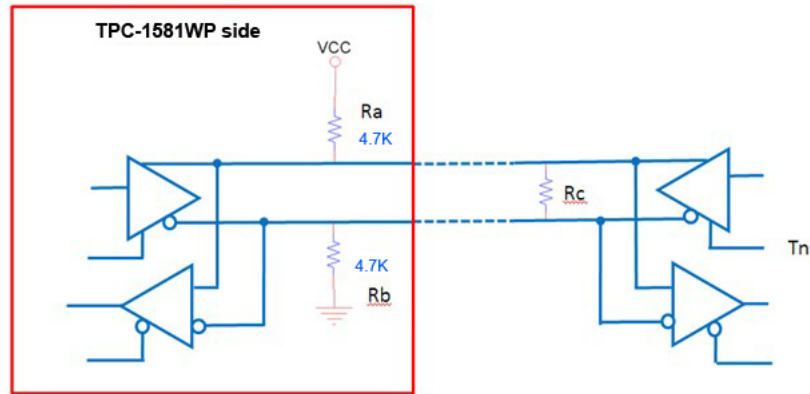 TPC-1581WP side
VCC
Ra
4.7K
Rc
Tn
4.7K
Rb